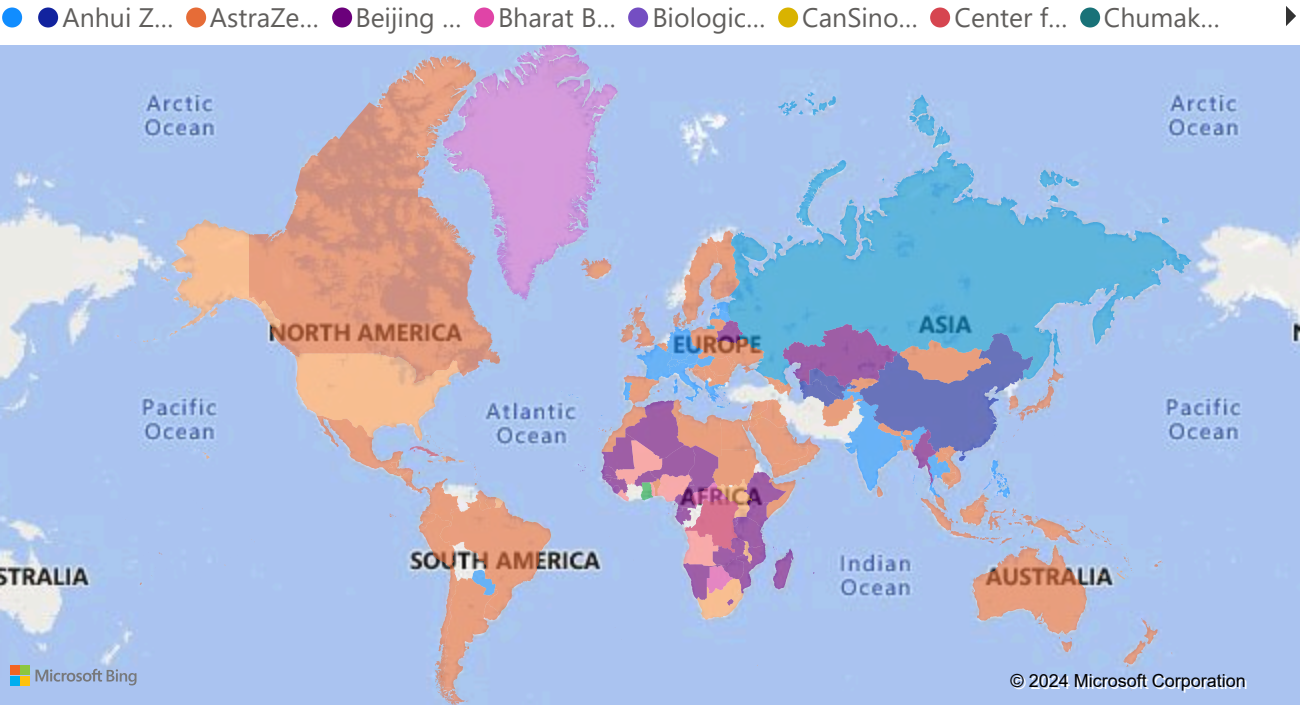 Anhui Z... AstraZe... Beijing ... Bharat B... Biologic... CanSino... Center f... Chumak...
Arctic
Ocean
Arctic
Ocean
NORTH AMERICA
EUROPE
ASIA
Pacific
Ocean
Atlantic
Ocean
Pacific
Ocean
AFRICA
SOUTH AMERICA
Indian
Ocean
STRALIA
AUSTRALIA
Microsoft Bing
© 2024 Microsoft Corporation